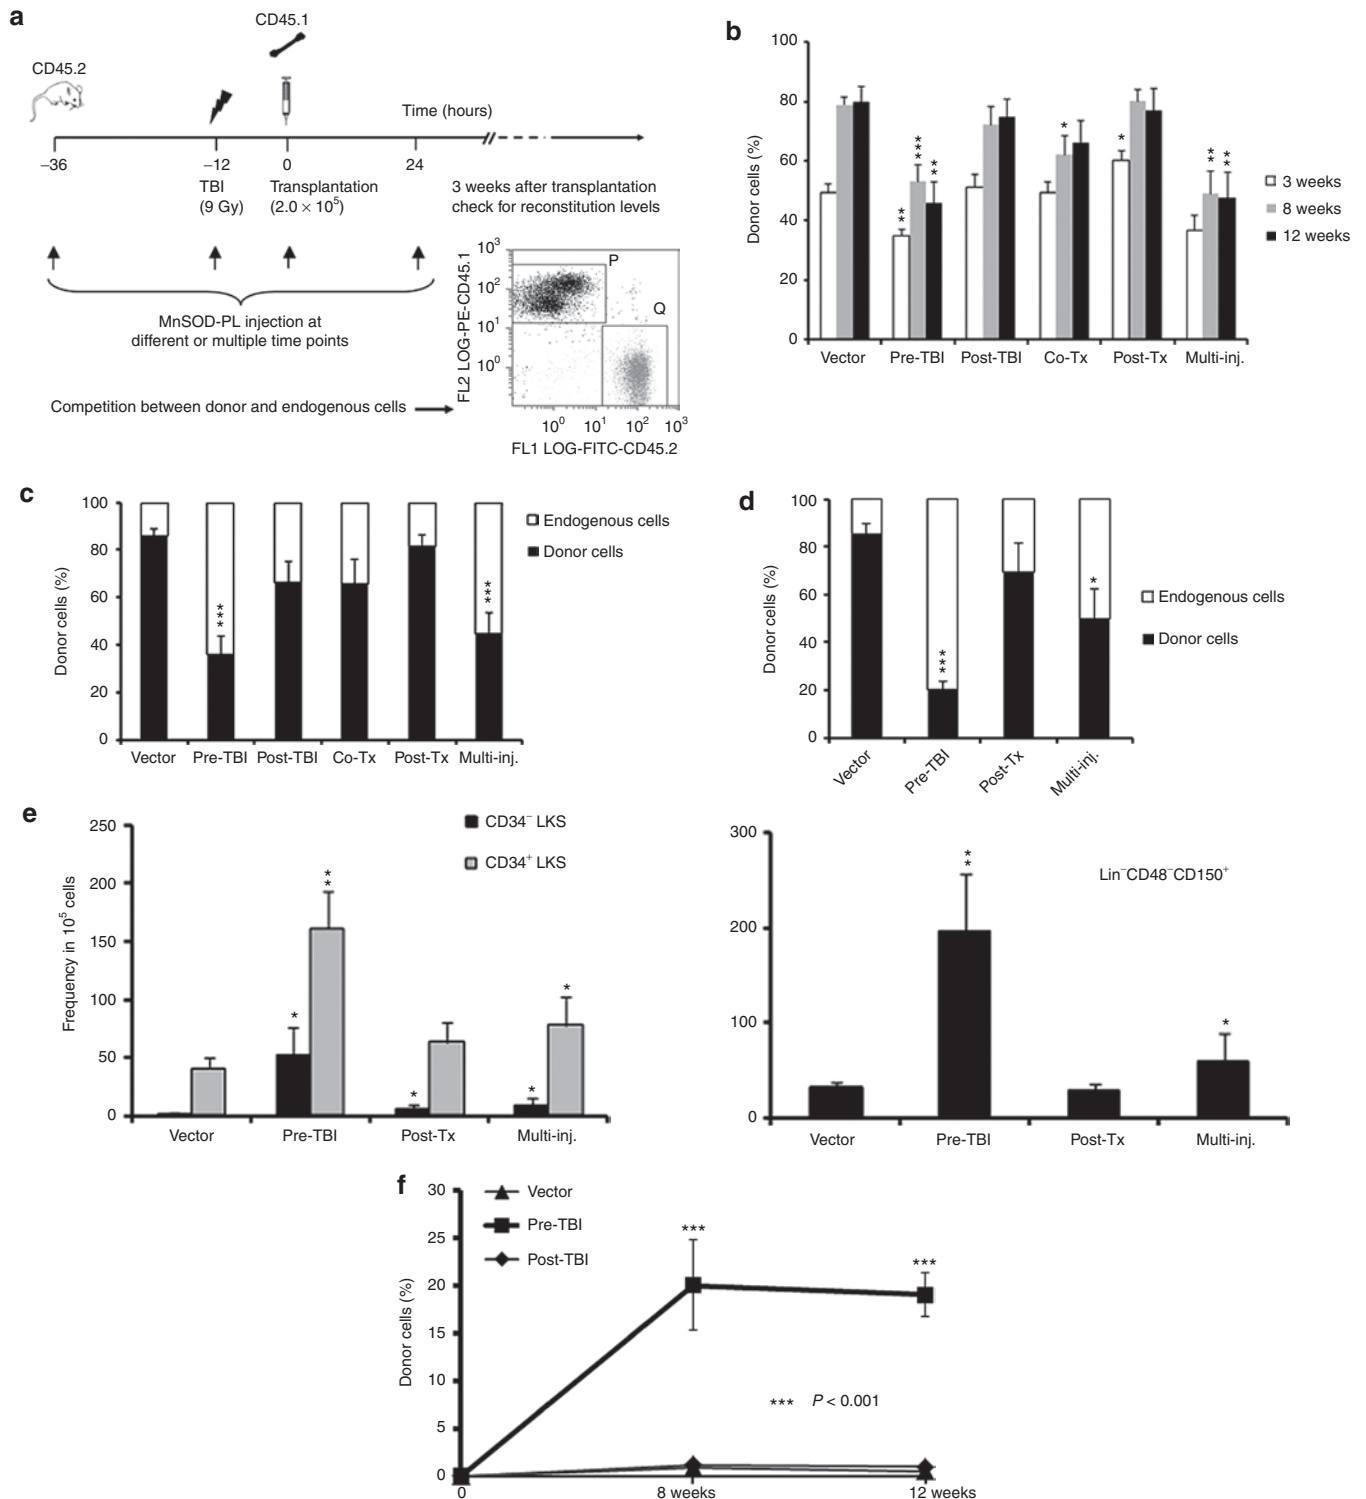 a
CD45.1
CD45.2
Time (hours)
−36
−12
0
24
TBI
(9 Gy)
Transplantation
(2.0 × 10⁵)
3 weeks after transplantation
check for reconstitution levels
MnSOD-PL injection at
different or multiple time points
Competition between donor and endogenous cells
FL2 LOG-PE-CD45.1
10³
10²
10¹
10⁰
P
Q
10⁰ 10¹ 10² 10³
FL1 LOG-FITC-CD45.2
b
Donor cells (%)
100
80
60
40
20
0
** *** ** * * ** **
Vector Pre-TBI Post-TBI Co-Tx Post-Tx Multi-inj.
3 weeks
8 weeks
12 weeks
c
Donor cells (%)
100
80
60
40
20
0
*** ***
Vector Pre-TBI Post-TBI Co-Tx Post-Tx Multi-inj.
Endogenous cells
Donor cells
d
Donor cells (%)
100
80
60
40
20
0
*** *
Vector Pre-TBI Post-Tx Multi-inj.
Endogenous cells
Donor cells
e
Frequency in 10⁵ cells
250
200
150
100
50
0
CD34⁻ LKS
CD34⁺ LKS
* ** * * *
Vector Pre-TBI Post-Tx Multi-inj.
300
200
100
0
Lin⁻CD48⁻CD150⁺
** *
Vector Pre-TBI Post-Tx Multi-inj.
f
Donor cells (%)
30
25
20
15
10
5
0
Vector
Pre-TBI
Post-TBI
*** ***
*** P < 0.001
0 8 weeks 12 weeks